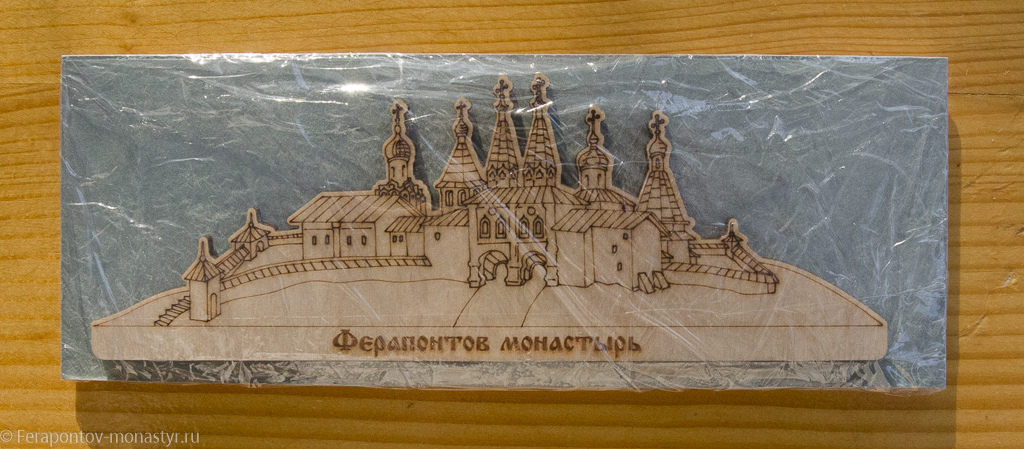 Ферапонтов монастырь
© Ferapontov-monastyr.ru